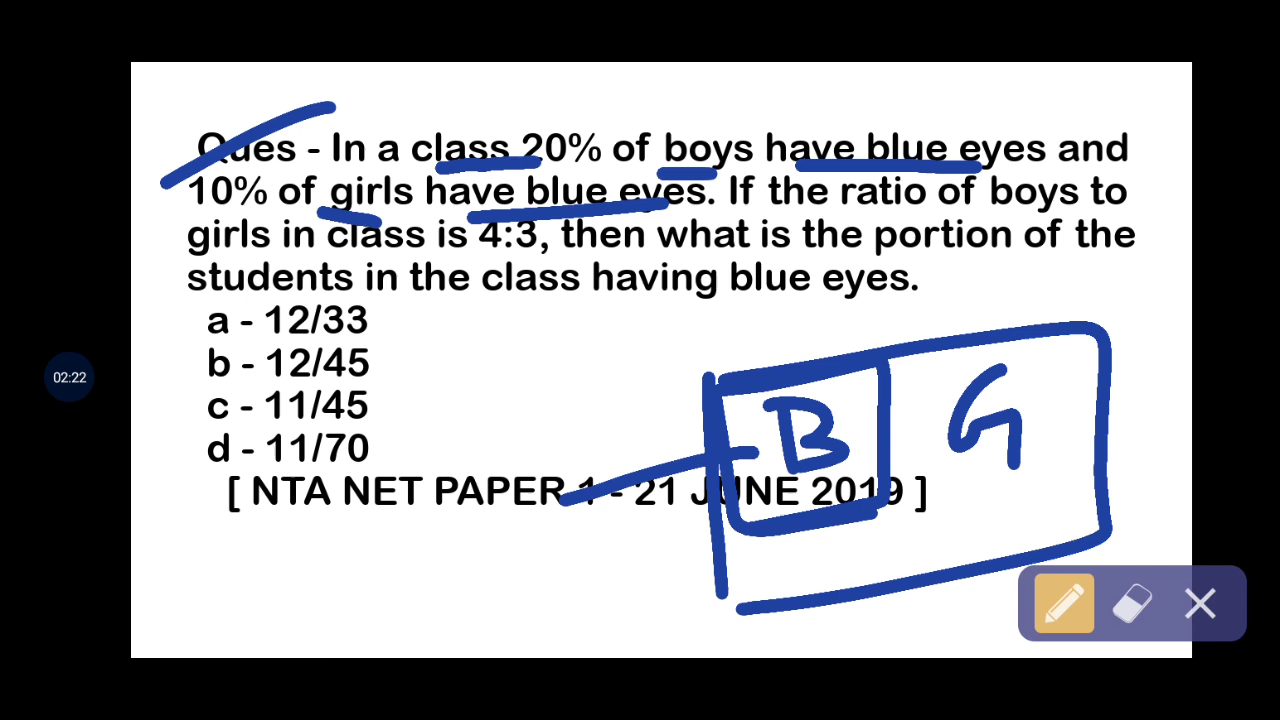 Ques - In a class 20% of boys have blue eyes and
10% of girls have blue eyes. If the ratio of boys to
girls in class is 4:3, then what is the portion of the
students in the class having blue eyes.
a - 12/33
b - 12/45
c - 11/45
d - 11/70
[ NTA NET PAPER 1 - 21 JUNE 2019 ]
B G
02:22